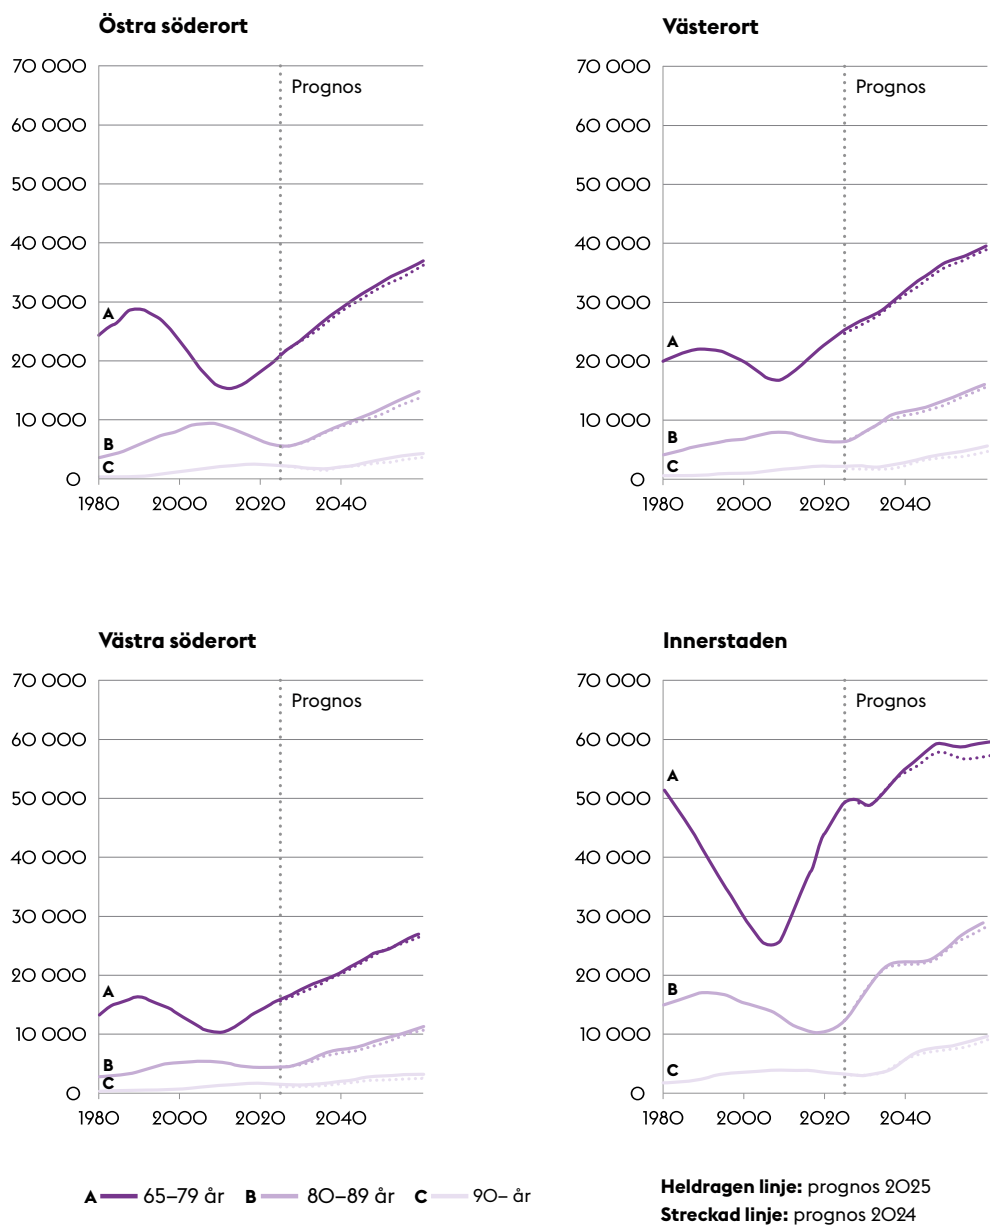 Östra söderort
70 000
60 000
50 000
40 000
30 000
20 000
10 000
0
Prognos
A
B
C
1980 2000 2020 2040
Västerort
70 000
60 000
50 000
40 000
30 000
20 000
10 000
0
Prognos
A
B
C
1980 2000 2020 2040
Västra söderort
70 000
60 000
50 000
40 000
30 000
20 000
10 000
0
Prognos
A
B
C
1980 2000 2020 2040
Innerstaden
70 000
60 000
50 000
40 000
30 000
20 000
10 000
0
Prognos
A
B
C
1980 2000 2020 2040
A 65–79 år B 80–89 år C 90– år
Heldragen linje: prognos 2025
Streckad linje: prognos 2024